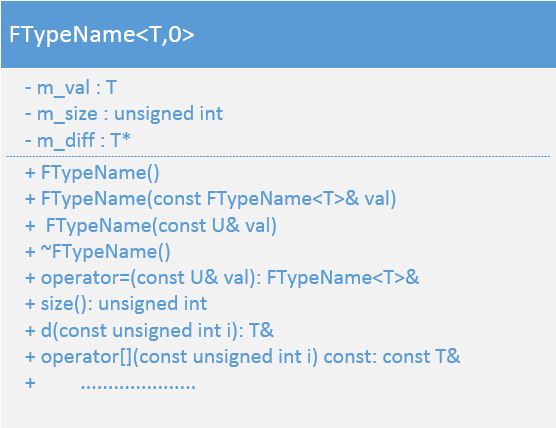 FTypeName<T,0>
- m_val : T
- m_size : unsigned int
- m_diff : T*
+ FTypeName()
+ FTypeName(const FTypeName<T>& val)
+ FTypeName(const U& val)
+ ~FTypeName()
+ operator=(const U& val): FTypeName<T>&
+ size(): unsigned int
+ d(const unsigned int i): T&
+ operator[](const unsigned int i) const: const T&
+ .....................